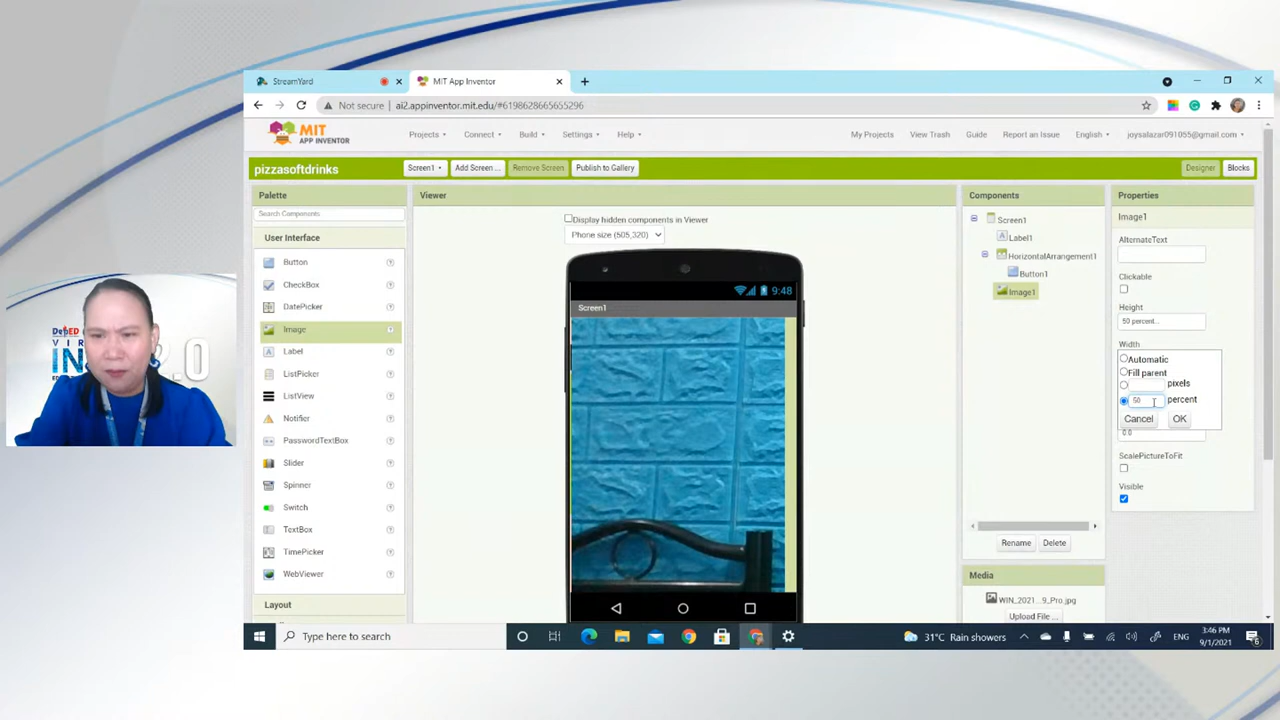 StreamYard
MIT App Inventor
Not secure
ai2.appinventor.mit.edu/#6198628665655296
MIT
APP INVENTOR
Projects
Connect
Build
Settings
Help
My Projects
View Trash
Guide
Report an Issue
English
joysalazar091055@gmail.com
pizzasoftdrinks
Screen1
Add Screen ...
Remove Screen
Publish to Gallery
Designer
Blocks
Palette
Viewer
Components
Properties
Search Components
User Interface
Button
CheckBox
DatePicker
Image
Label
ListPicker
ListView
Notifier
PasswordTextBox
Slider
Spinner
Switch
TextBox
TimePicker
WebViewer
Layout
Display hidden components in Viewer
Phone size (505,320)
9:48
Screen1
Screen1
Label1
HorizontalArrangement1
Button1
Image1
Rename
Delete
Media
WIN_2021...9_Pro.jpg
Upload File ...
Image1
AlternateText
Clickable
Height
50 percent...
Width
Automatic
Fill parent
pixels
50 percent
Cancel
OK
0.0
ScalePictureToFit
Visible
DepED
2.0
Type here to search
31°C Rain showers
ENG
3:46 PM
9/1/2021
6